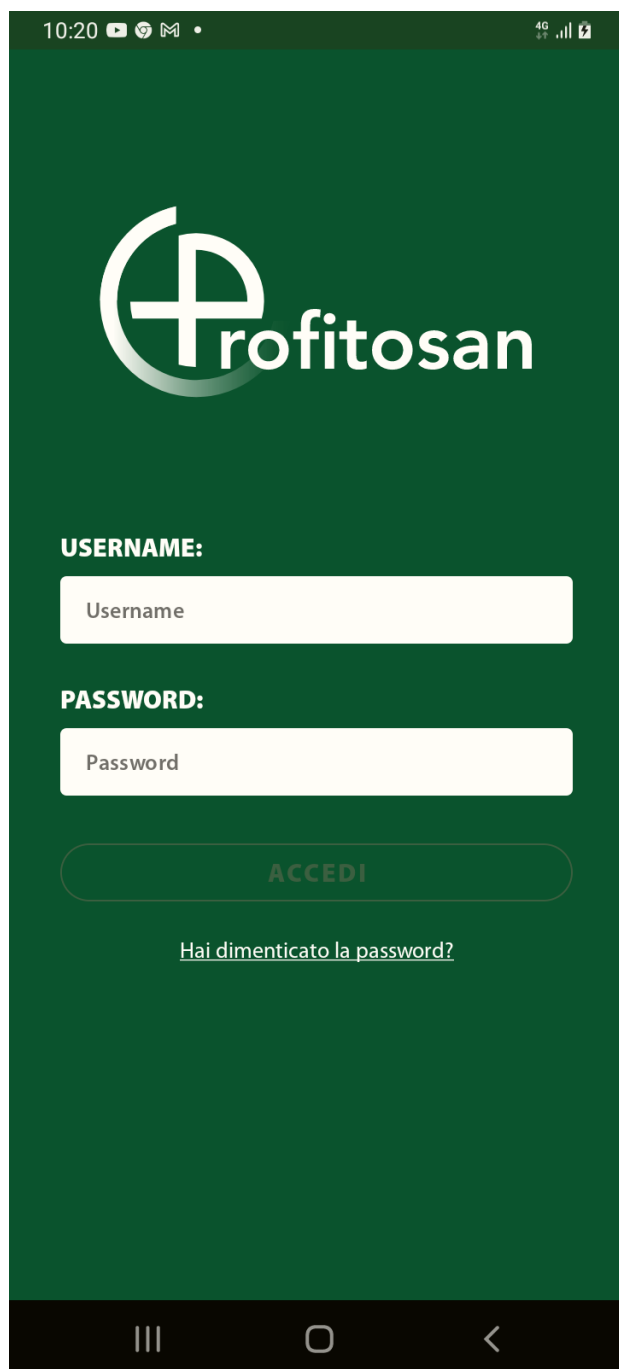 10:20
4G
Profitosan
USERNAME:
Username
PASSWORD:
Password
ACCEDI
Hai dimenticato la password?